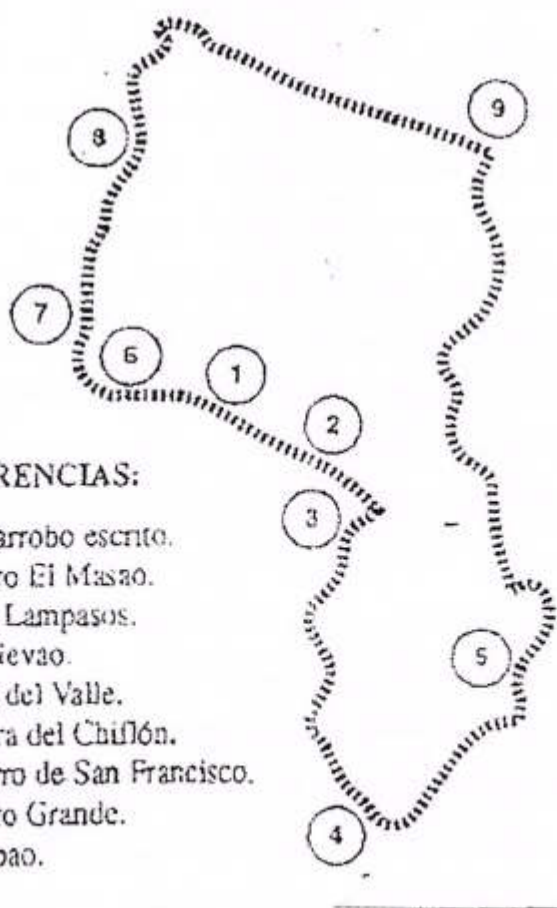 9
8
7
6
1
2
3
5
4
RENCIAS:
arrobo escrito.
ro El Masao.
Lampasos.
ievao.
del Valle.
ra del Chiflón.
rro de San Francisco.
ro Grande.
bao.